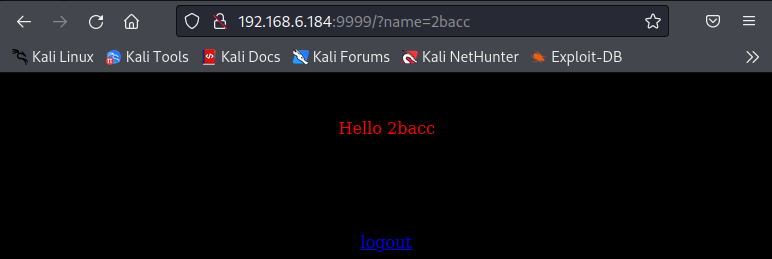 192.168.6.184:9999/?name=2bacc
Kali Linux Kali Tools Kali Docs Kali Forums Kali NetHunter Exploit-DB
Hello 2bacc
logout